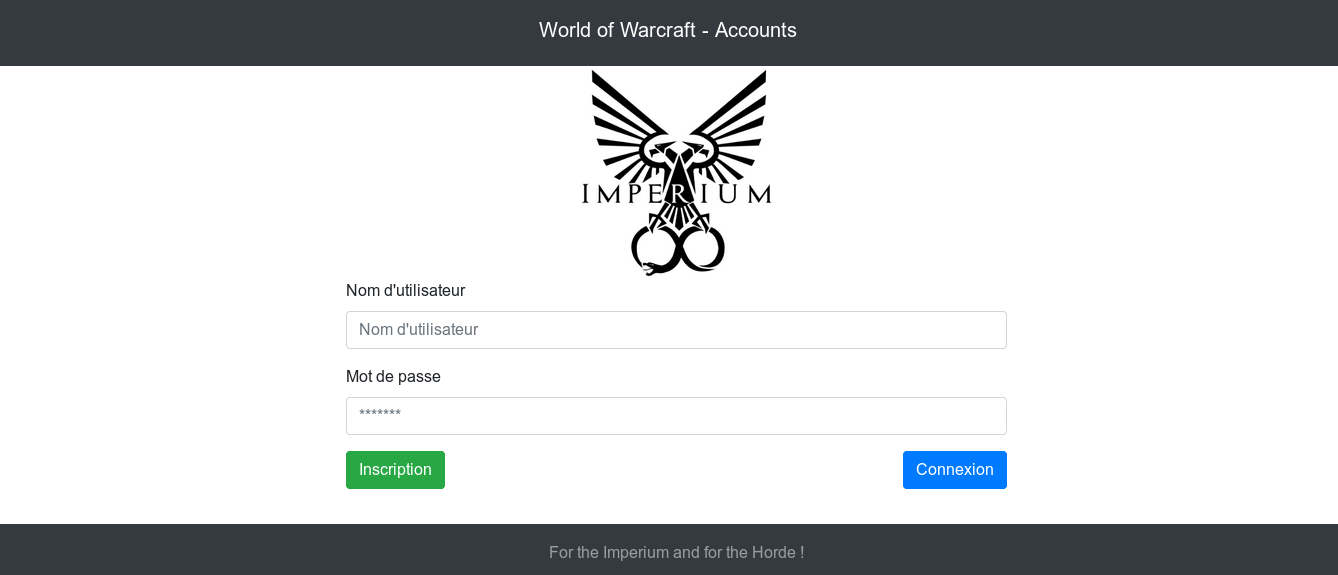 World of Warcraft - Accounts
IMPERIUM
Nom d'utilisateur
Nom d'utilisateur
Mot de passe
*******
Inscription Connexion
For the Imperium and for the Horde !